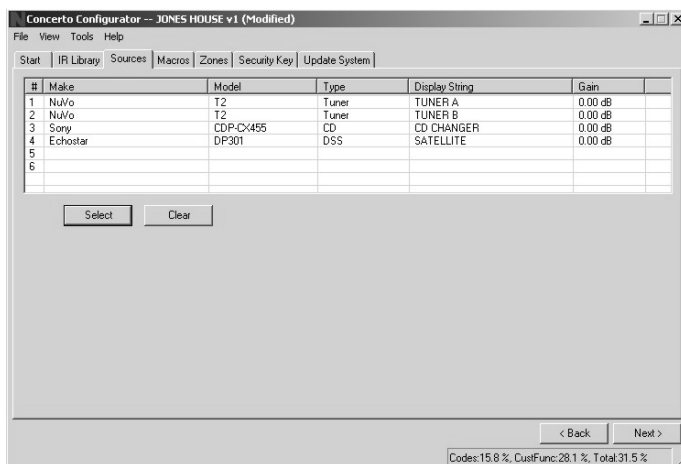 Concerto Configurator -- JONES HOUSE v1 (Modified)
File View Tools Help
Start IR Library Sources Macros Zones Security Key Update System
# Make Model Type Display String Gain
1 NuVo T2 Tuner TUNER A 0.00 dB
2 NuVo T2 Tuner TUNER B 0.00 dB
3 Sony CDP-CX455 CD CD CHANGER 0.00 dB
4 Echostar DP301 DSS SATELLITE 0.00 dB
5
6
Select Clear
< Back Next >
Codes:15.8 %, CustFunc:28.1 %, Total:31.5 %